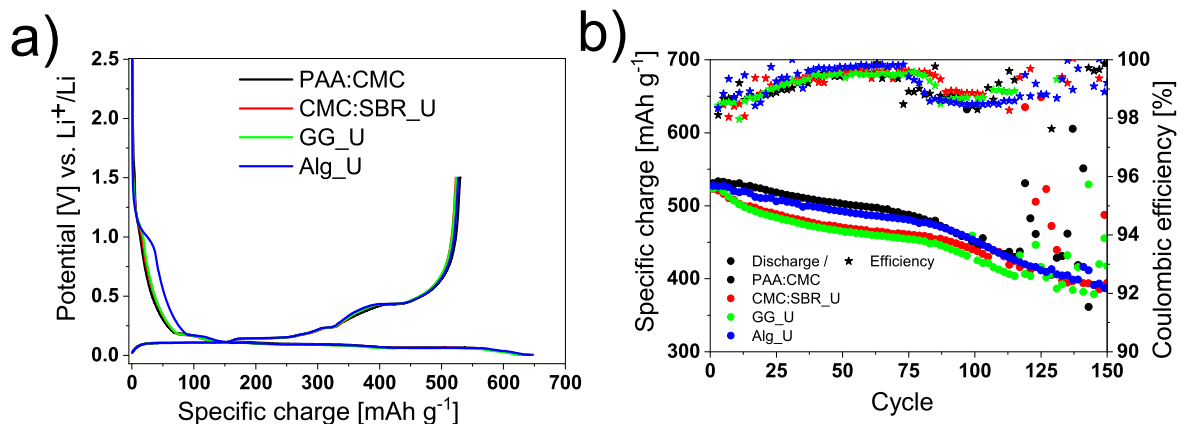 a)
2.5
2.0
1.5
1.0
0.5
0.0
Potential [V] vs. Li⁺/Li
PAA:CMC
CMC:SBR_U
GG_U
Alg_U
0 100 200 300 400 500 600 700
Specific charge [mAh g⁻¹]
b)
700
600
500
400
300
Specific charge [mAh g⁻¹]
Discharge / Efficiency
PAA:CMC
CMC:SBR_U
GG_U
Alg_U
0 25 50 75 100 125 150
Cycle
100
98
96
94
92
90
Coulombic efficiency [%]